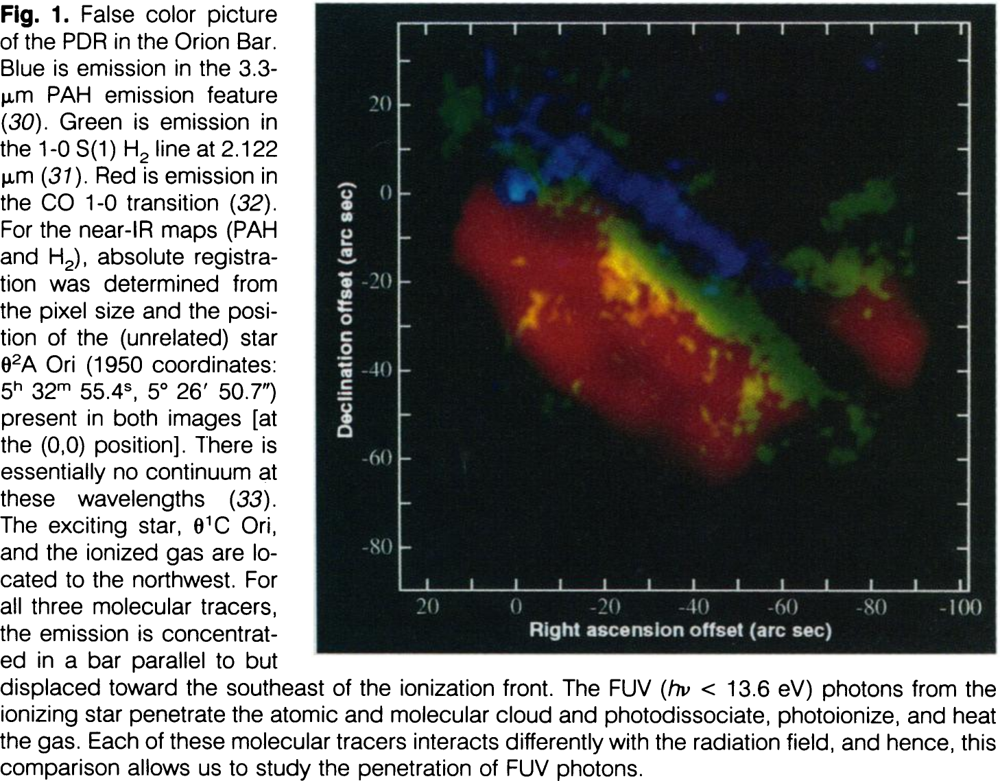 Fig. 1. False color picture
of the PDR in the Orion Bar.
Blue is emission in the 3.3-
μm PAH emission feature
(30). Green is emission in
the 1-0 S(1) H₂ line at 2.122
μm (31). Red is emission in
the CO 1-0 transition (32).
For the near-IR maps (PAH
and H₂), absolute registra-
tion was determined from
the pixel size and the posi-
tion of the (unrelated) star
θ²A Ori (1950 coordinates:
5ʰ 32ᵐ 55.4ˢ, 5° 26′ 50.7″)
present in both images [at
the (0,0) position]. There is
essentially no continuum at
these wavelengths (33).
The exciting star, θ¹C Ori,
and the ionized gas are lo-
cated to the northwest. For
all three molecular tracers,
the emission is concentrat-
ed in a bar parallel to but
displaced toward the southeast of the ionization front. The FUV (hν < 13.6 eV) photons from the
ionizing star penetrate the atomic and molecular cloud and photodissociate, photoionize, and heat
the gas. Each of these molecular tracers interacts differently with the radiation field, and hence, this
comparison allows us to study the penetration of FUV photons.
Declination offset (arc sec)
20
0
-20
-40
-60
-80
20 0 -20 -40 -60 -80 -100
Right ascension offset (arc sec)